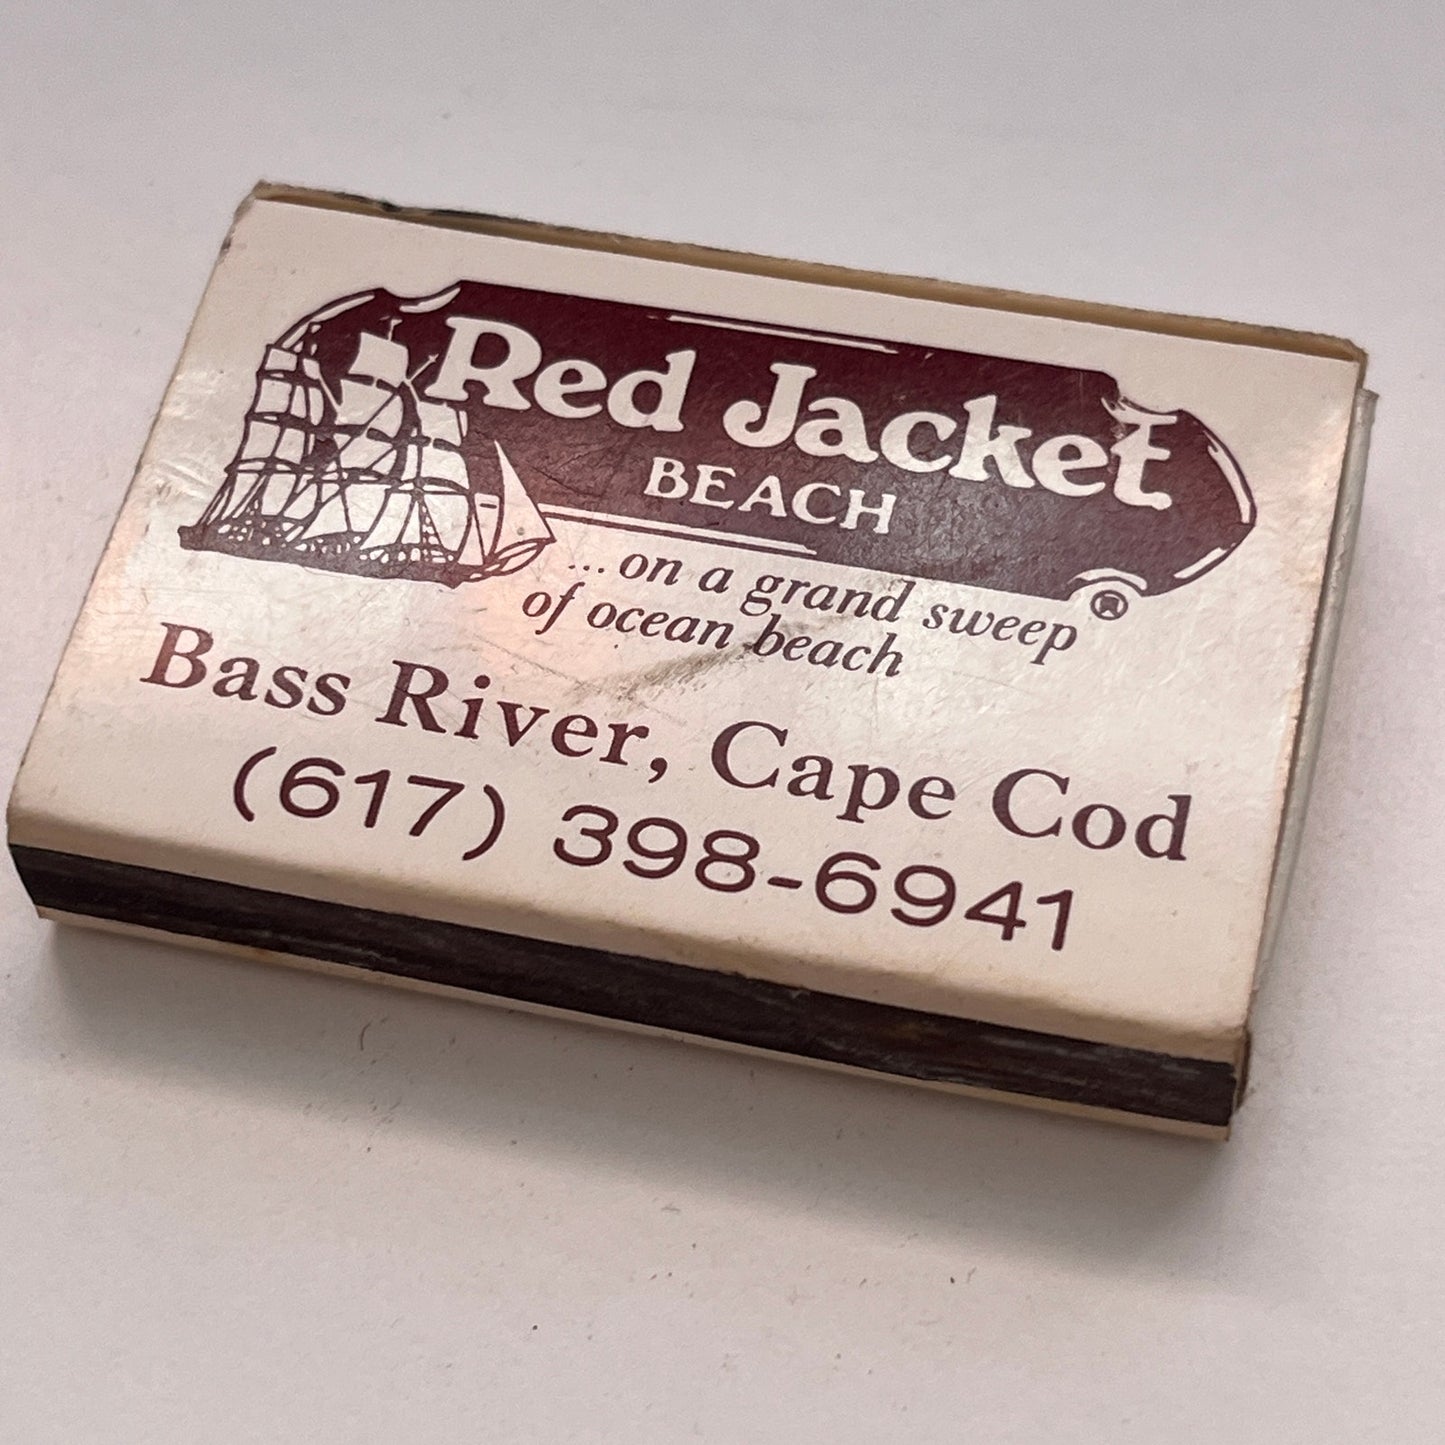 Red Jacket
BEACH
®
...on a grand sweep
of ocean beach
Bass River, Cape Cod
(617) 398-6941